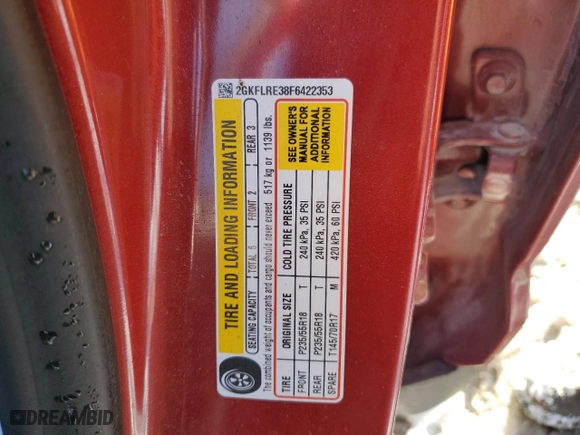 2GKFLRE38F6422353
TIRE AND LOADING INFORMATION
SEATING CAPACITY TOTAL 5 FRONT 2 REAR 3
The combined weight of occupants and cargo should never exceed 517 kg or 1139 lbs.
TIRE ORIGINAL SIZE COLD TIRE PRESSURE
FRONT P235/55R18 T 240 kPa, 35 PSI
REAR P235/55R18 T 240 kPa, 35 PSI
SPARE T145/70R17 M 420 kPa, 60 PSI
SEE OWNER'S
MANUAL FOR
ADDITIONAL
INFORMATION
DREAMBID